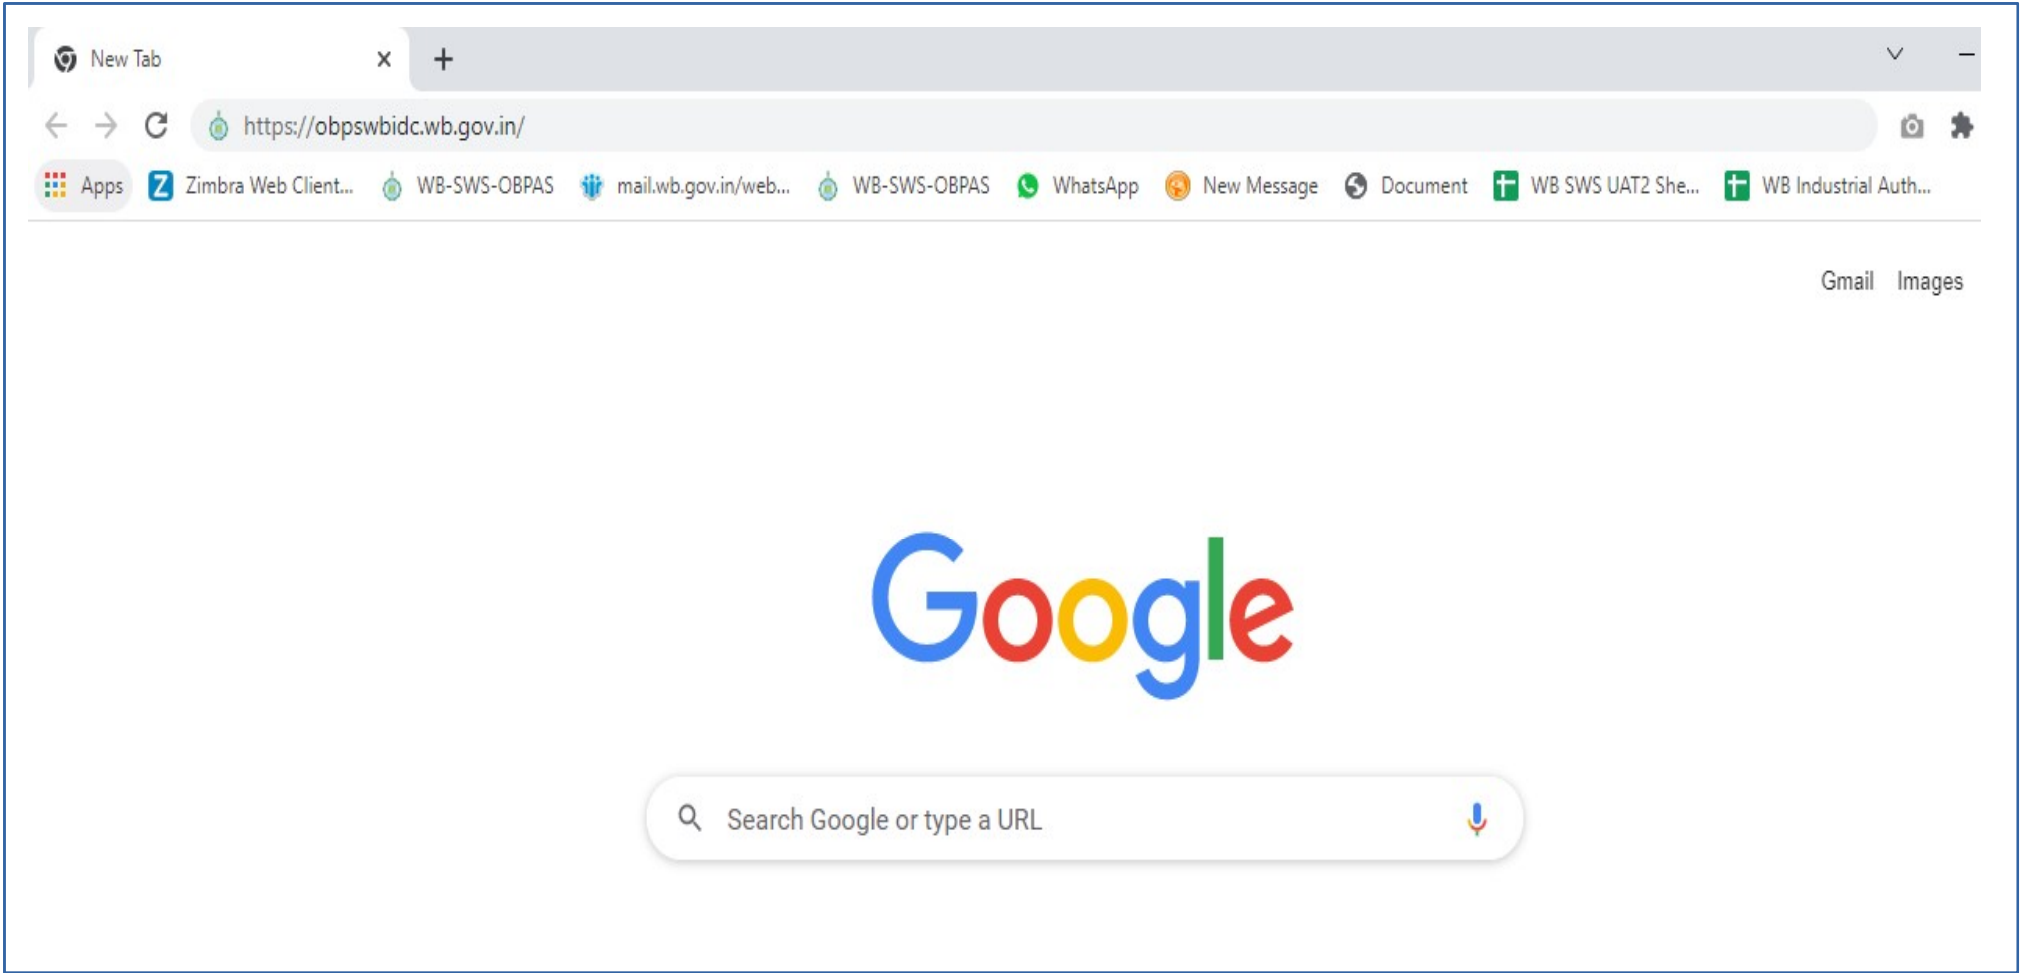 New Tab
https://obpswbidc.wb.gov.in/
Apps Zimbra Web Client... WB-SWS-OBPAS mail.wb.gov.in/web... WB-SWS-OBPAS WhatsApp New Message Document WB SWS UAT2 She... WB Industrial Auth...
Gmail Images
Google
Search Google or type a URL